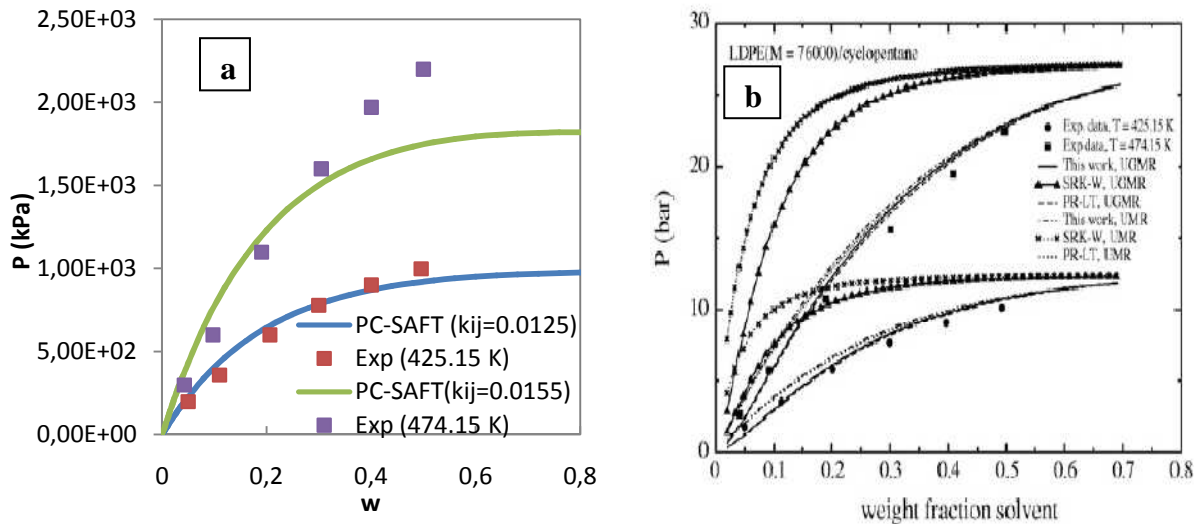 a
2,50E+03
2,00E+03
1,50E+03
1,00E+03
5,00E+02
0,00E+00
P (kPa)
0
0,2
0,4
0,6
0,8
w
PC-SAFT (kij=0.0125)
Exp (425.15 K)
PC-SAFT(kij=0.0155)
Exp (474.15 K)
b
LDPE(M = 76000)/cyclopentane
30
20
10
0
P (bar)
Exp. data, T = 425.15 K
Exp data, T = 474.15 K
This work, UGMR
SRK-W, UGMR
PR-LT, UGMR
This work, UMR
SRK-W, UMR
PR-LT, UMR
0
0.1
0.2
0.3
0.4
0.5
0.6
0.7
0.8
weight fraction solvent